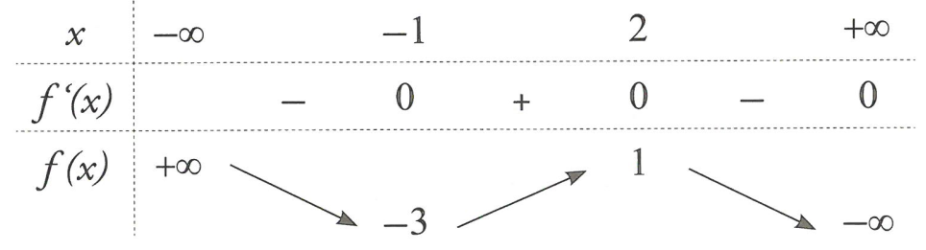 x −∞ −1 2 +∞
f‘(x) − 0 + 0 − 0
f(x) +∞ 1
−3 −∞